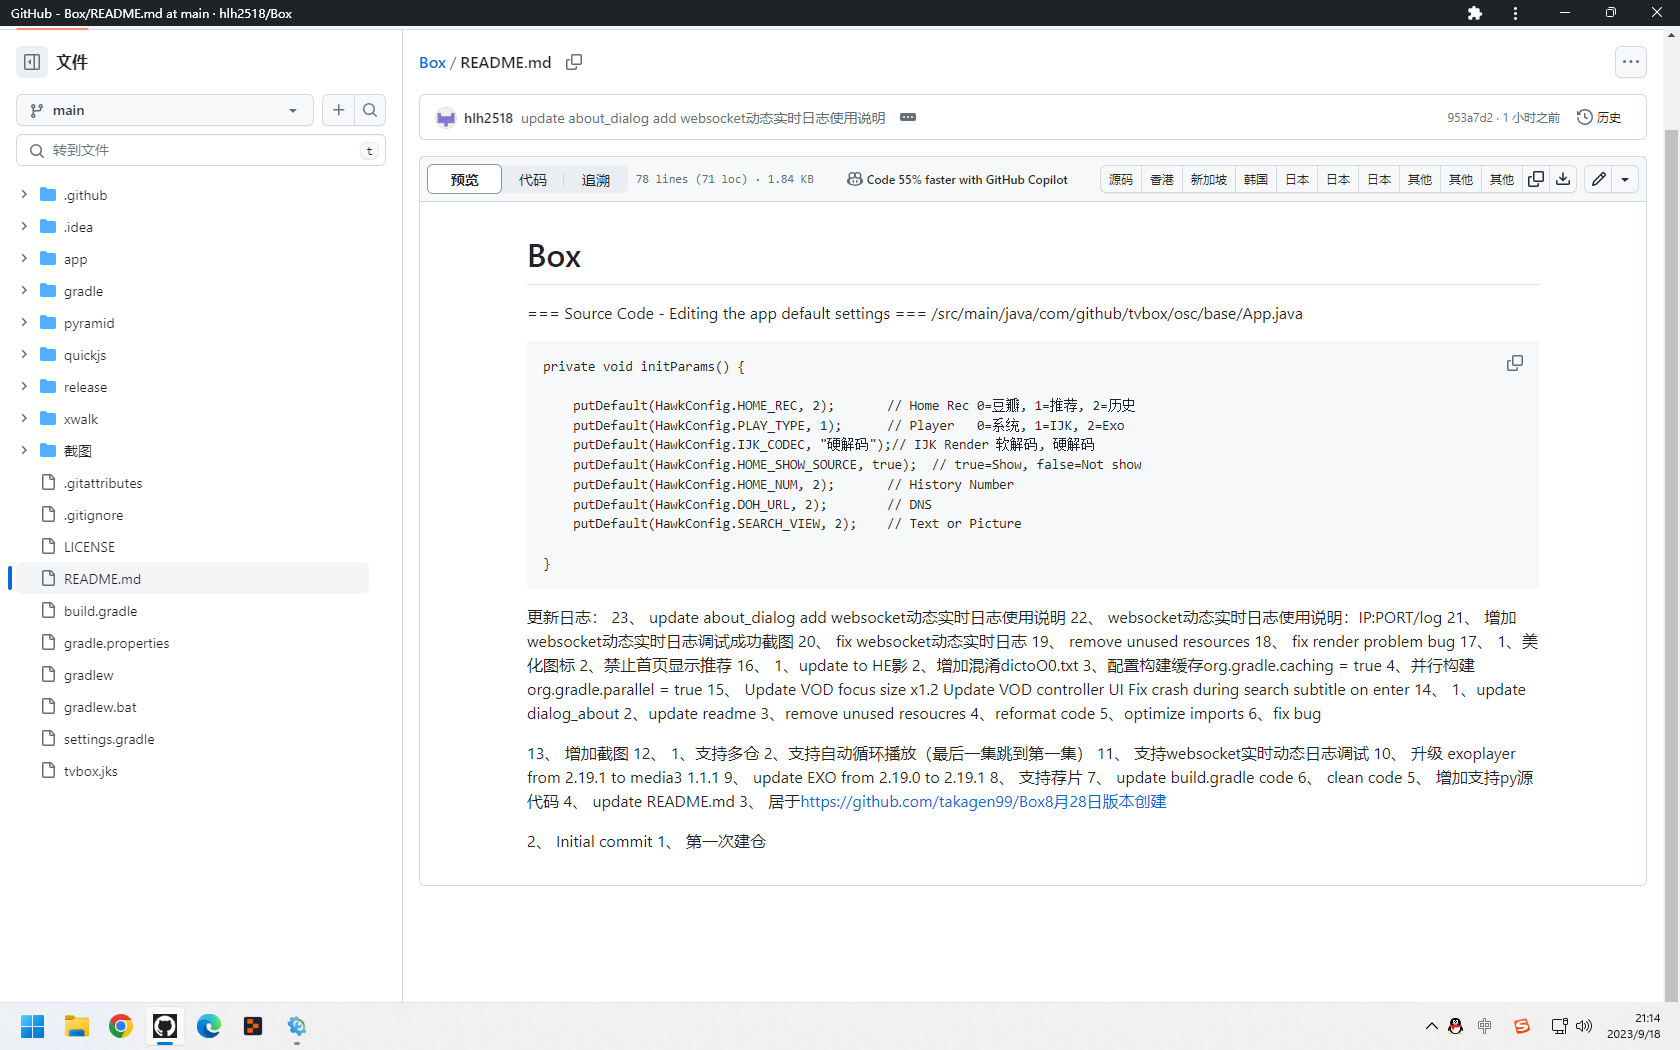 GitHub - Box/README.md at main · hlh2518/Box
文件
main
转到文件
t
.github
.idea
app
gradle
pyramid
quickjs
release
xwalk
截图
.gitattributes
.gitignore
LICENSE
README.md
build.gradle
gradle.properties
gradlew
gradlew.bat
settings.gradle
tvbox.jks
Box / README.md
hlh2518 update about_dialog add websocket动态实时日志使用说明
953a7d2 · 1 小时之前 历史
预览 代码 追溯 78 lines (71 loc) · 1.84 KB Code 55% faster with GitHub Copilot 源码 香港 新加坡 韩国 日本 日本 日本 其他 其他 其他
Box
=== Source Code - Editing the app default settings === /src/main/java/com/github/tvbox/osc/base/App.java
private void initParams() {
putDefault(HawkConfig.HOME_REC, 2); // Home Rec 0=豆瓣, 1=推荐, 2=历史
putDefault(HawkConfig.PLAY_TYPE, 1); // Player 0=系统, 1=IJK, 2=Exo
putDefault(HawkConfig.IJK_CODEC, "硬解码");// IJK Render 软解码, 硬解码
putDefault(HawkConfig.HOME_SHOW_SOURCE, true); // true=Show, false=Not show
putDefault(HawkConfig.HOME_NUM, 2); // History Number
putDefault(HawkConfig.DOH_URL, 2); // DNS
putDefault(HawkConfig.SEARCH_VIEW, 2); // Text or Picture
}
更新日志： 23、 update about_dialog add websocket动态实时日志使用说明 22、 websocket动态实时日志使用说明：IP:PORT/log 21、 增加
websocket动态实时日志调试成功截图 20、 fix websocket动态实时日志 19、 remove unused resources 18、 fix render problem bug 17、 1、美
化图标 2、禁止首页显示推荐 16、 1、update to HE影 2、增加混淆dictoO0.txt 3、配置构建缓存org.gradle.caching = true 4、并行构建
org.gradle.parallel = true 15、 Update VOD focus size x1.2 Update VOD controller UI Fix crash during search subtitle on enter 14、 1、update
dialog_about 2、update readme 3、remove unused resoucres 4、reformat code 5、optimize imports 6、fix bug
13、 增加截图 12、 1、支持多仓 2、支持自动循环播放（最后一集跳到第一集） 11、 支持websocket实时动态日志调试 10、 升级 exoplayer
from 2.19.1 to media3 1.1.1 9、 update EXO from 2.19.0 to 2.19.1 8、 支持荐片 7、 update build.gradle code 6、 clean code 5、 增加支持py源
代码 4、 update README.md 3、 居于https://github.com/takagen99/Box8月28日版本创建
2、 Initial commit 1、 第一次建仓
中
21:14
2023/9/18